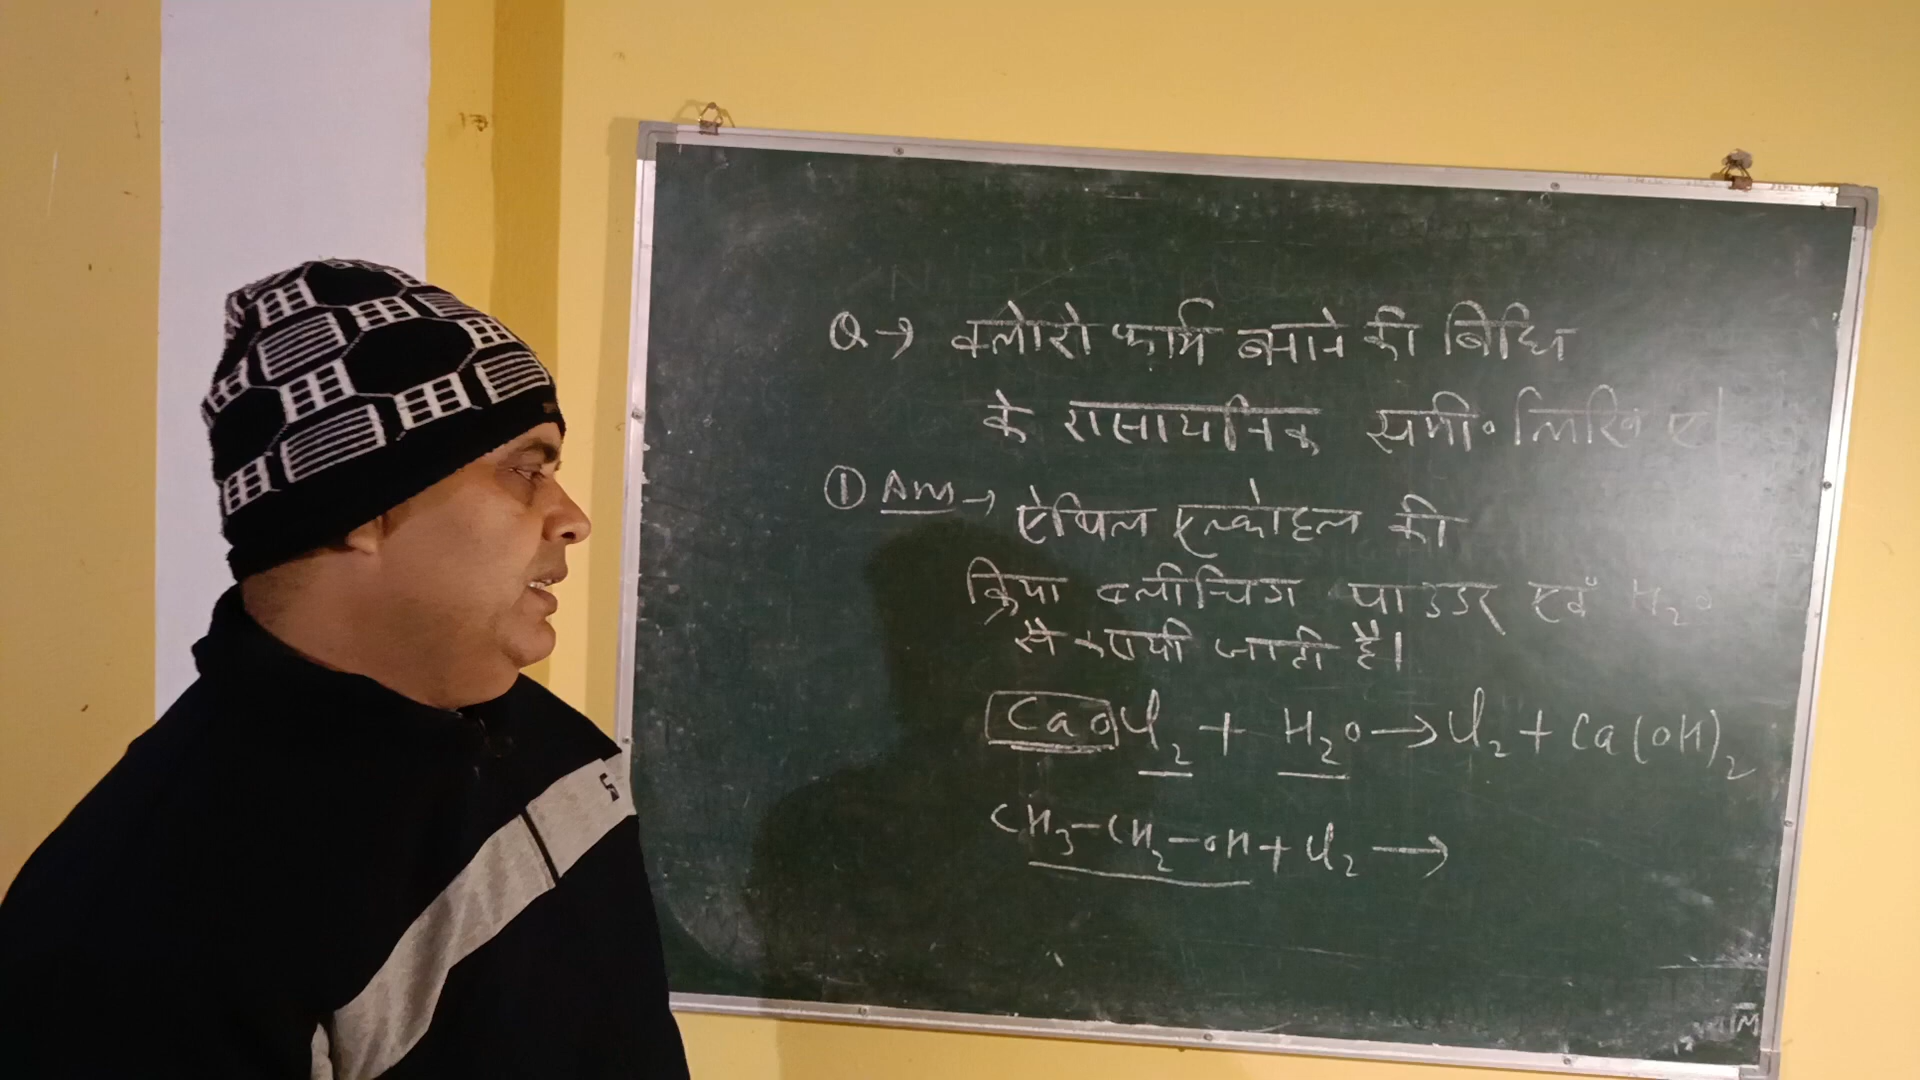 Q→ क्लोरो फार्म बनाने की बिधि
के रासायनिक समी॰ लिखिए।
① Ans → ऐथिल एल्कोहल की
क्रिया ब्लीचिंग पाउडर एवं H₂O
से करायी जाती है।
CaOCl₂ + H₂O → Cl₂ + Ca(OH)₂
CH₃-CH₂-OH + Cl₂ →